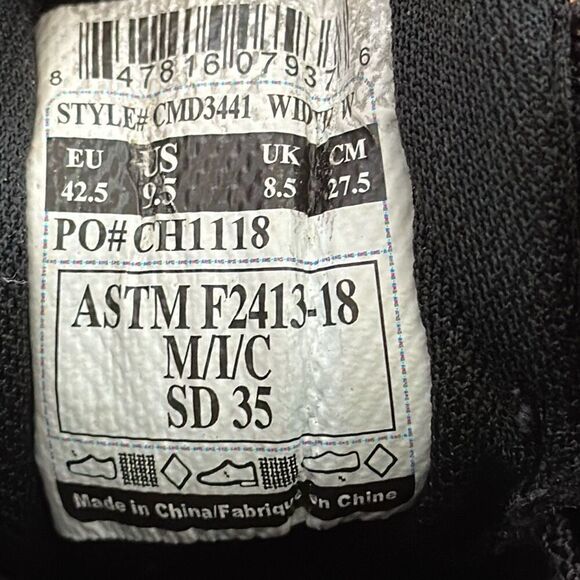 8 47816 07937 6
STYLE# CMD3441 WIDTH W
EU US UK CM
42.5 9.5 8.5 27.5
PO# CH1118
ASTM F2413-18
M/I/C
SD 35
Made in China/Fabriqué en Chine